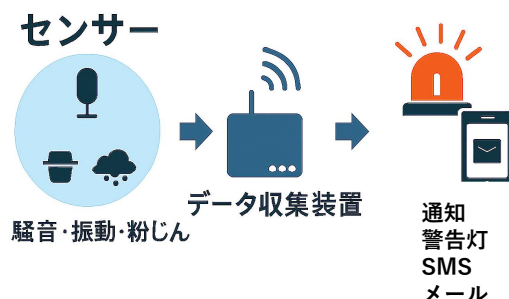 センサー
騒音·振動·粉じん
データ収集装置
通知
警告灯
SMS
メール